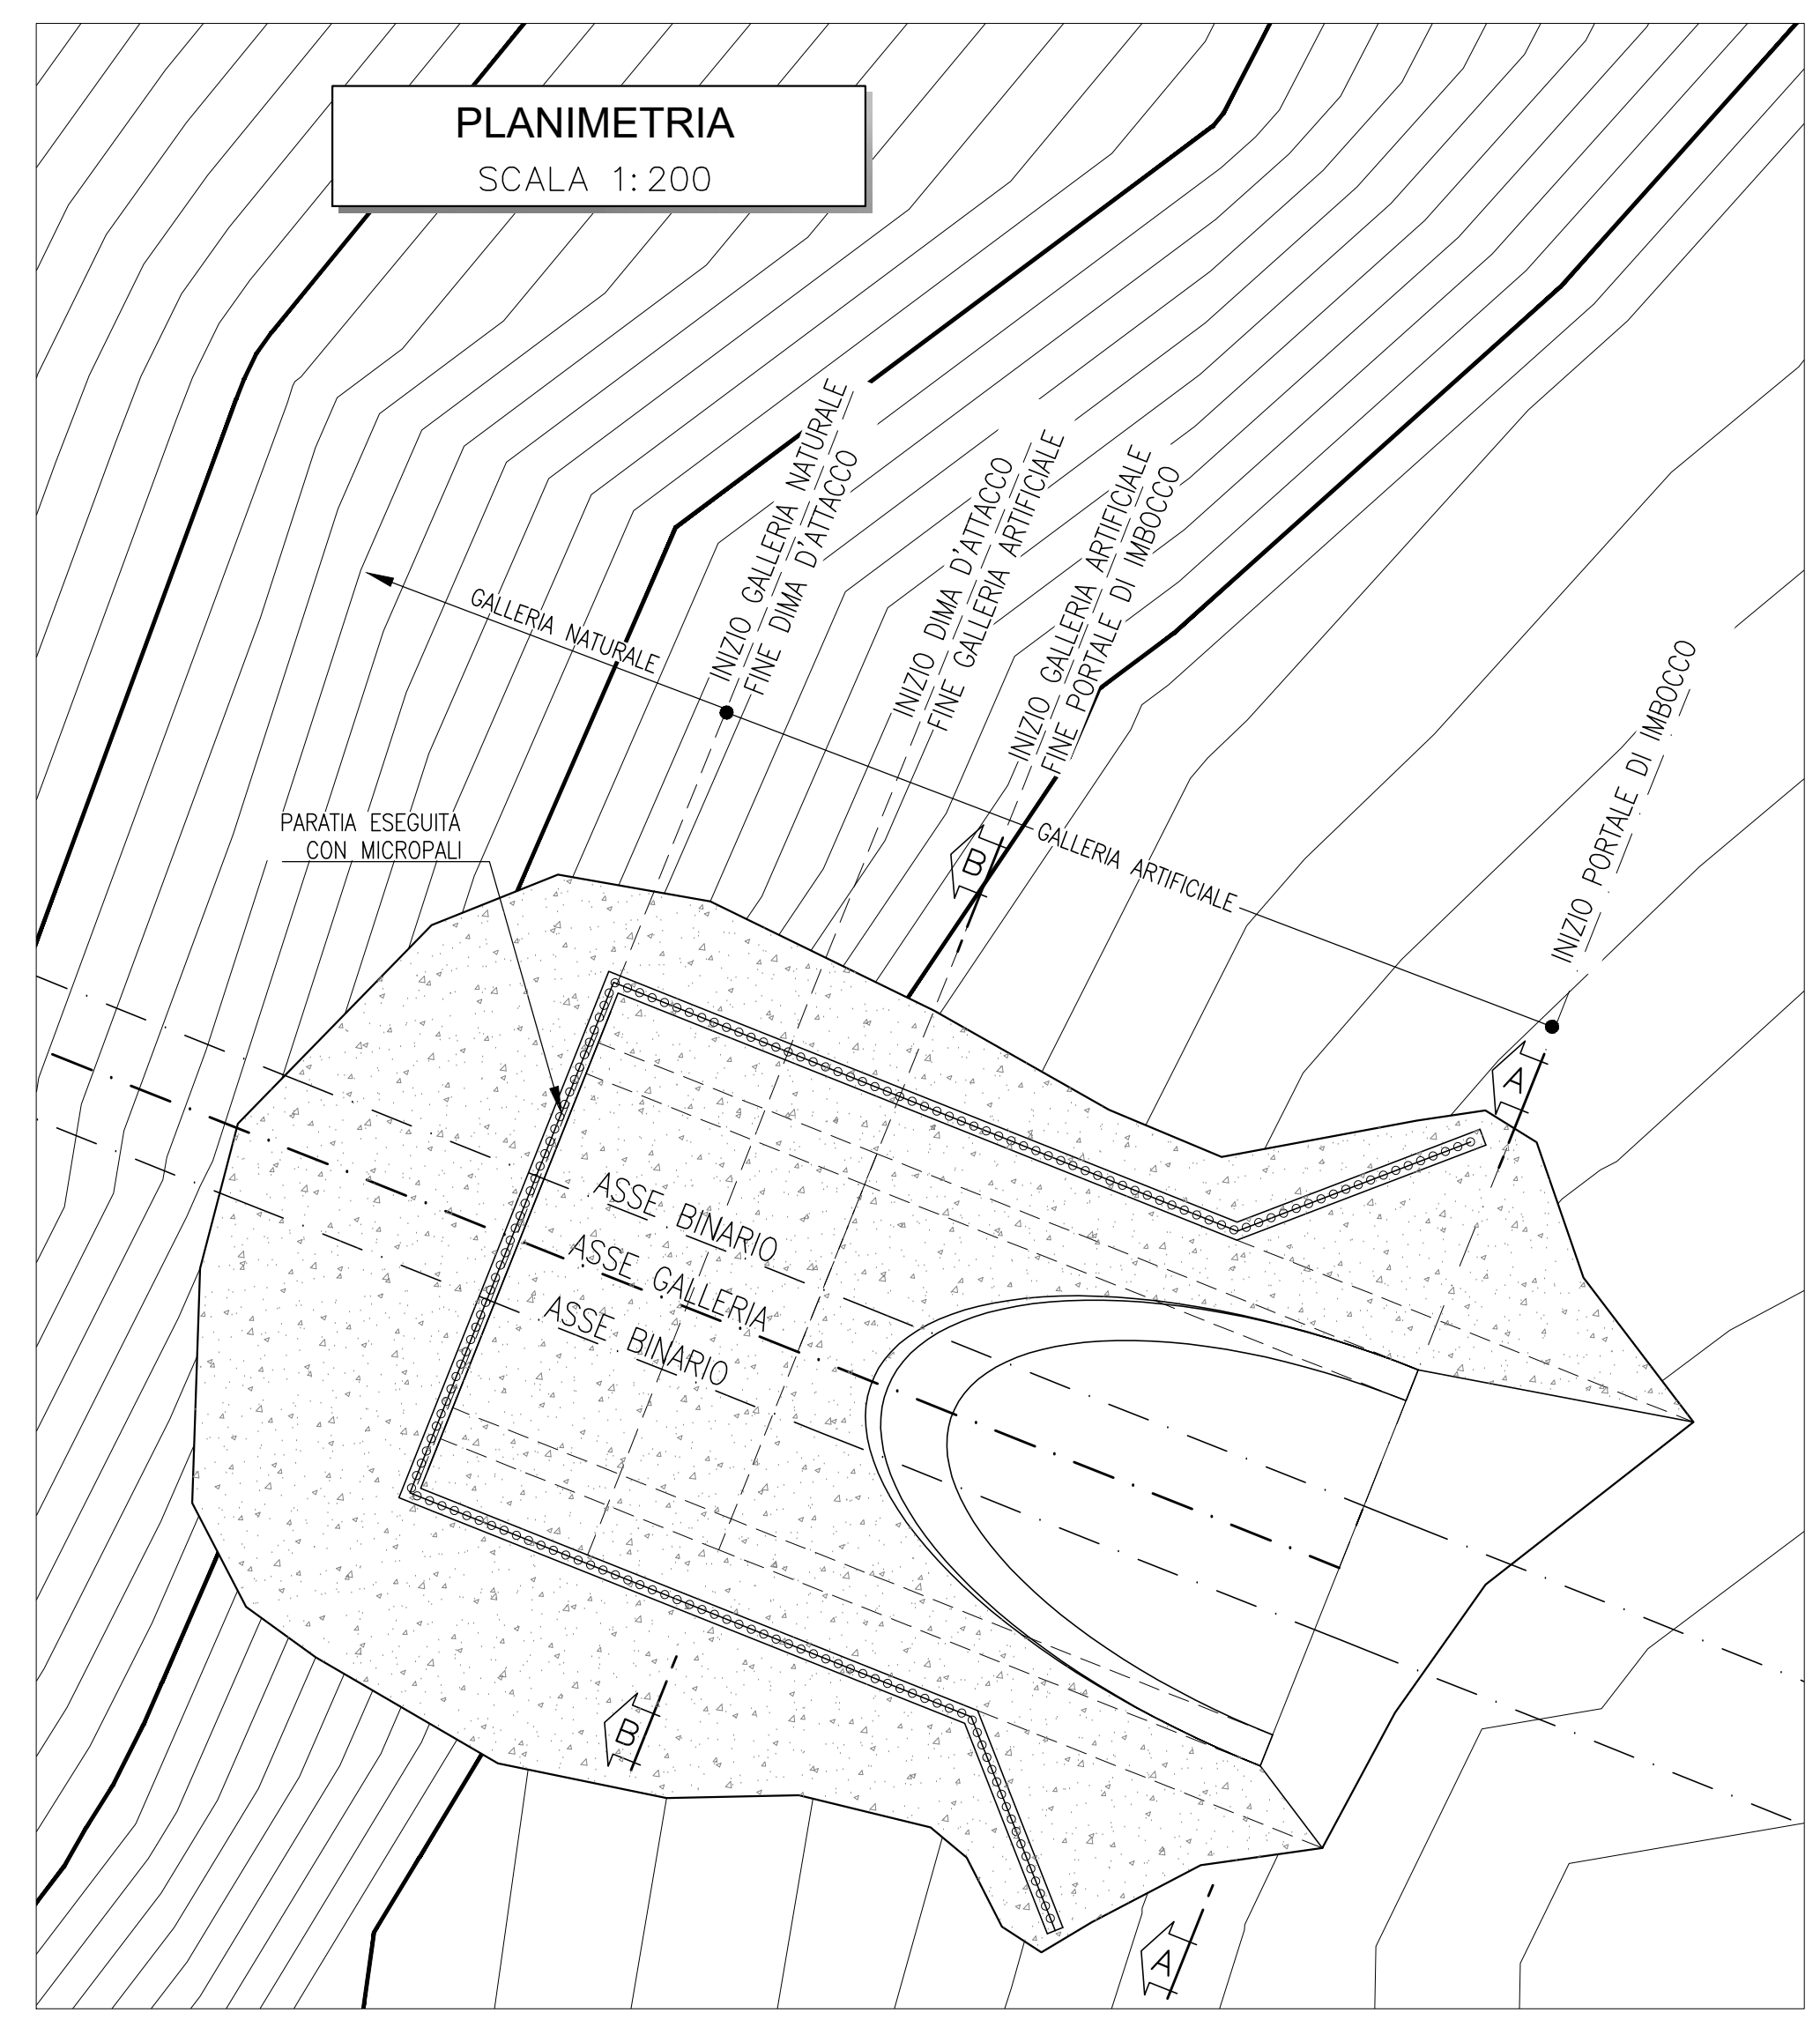 PLANIMETRIA
SCALA 1:200
INIZIO GALLERIA NATURALE
FINE DIMA D'ATTACCO
INIZIO DIMA D'ATTACCO
FINE GALLERIA ARTIFICIALE
INIZIO GALLERIA ARTIFICIALE
FINE PORTALE DI IMBOCCO
INIZIO PORTALE DI IMBOCCO
GALLERIA NATURALE
GALLERIA ARTIFICIALE
PARATIA ESEGUITA
CON MICROPALI
B
A
ASSE BINARIO
ASSE GALLERIA
ASSE BINARIO
B
A